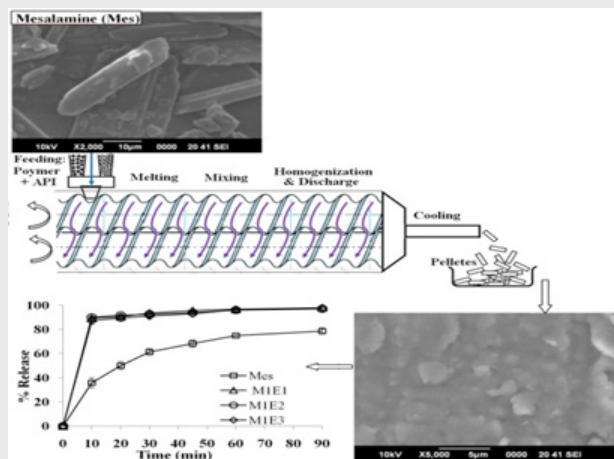 Mesalamine (Mes)
10kV X2,000 10μm 0000 20 41 SEI
Feeding:
Poymer
+ API
Melting
Mixing
Homogenization
& Discharge
Cooling
Pelletes
100
80
60
40
20
0
% Release
Mes
M1E1
M1E2
M1E3
0 10 20 30 40 50 60 70 80 90
Time (min)
10kV X5,000 5μm 0000 20 41 SEI